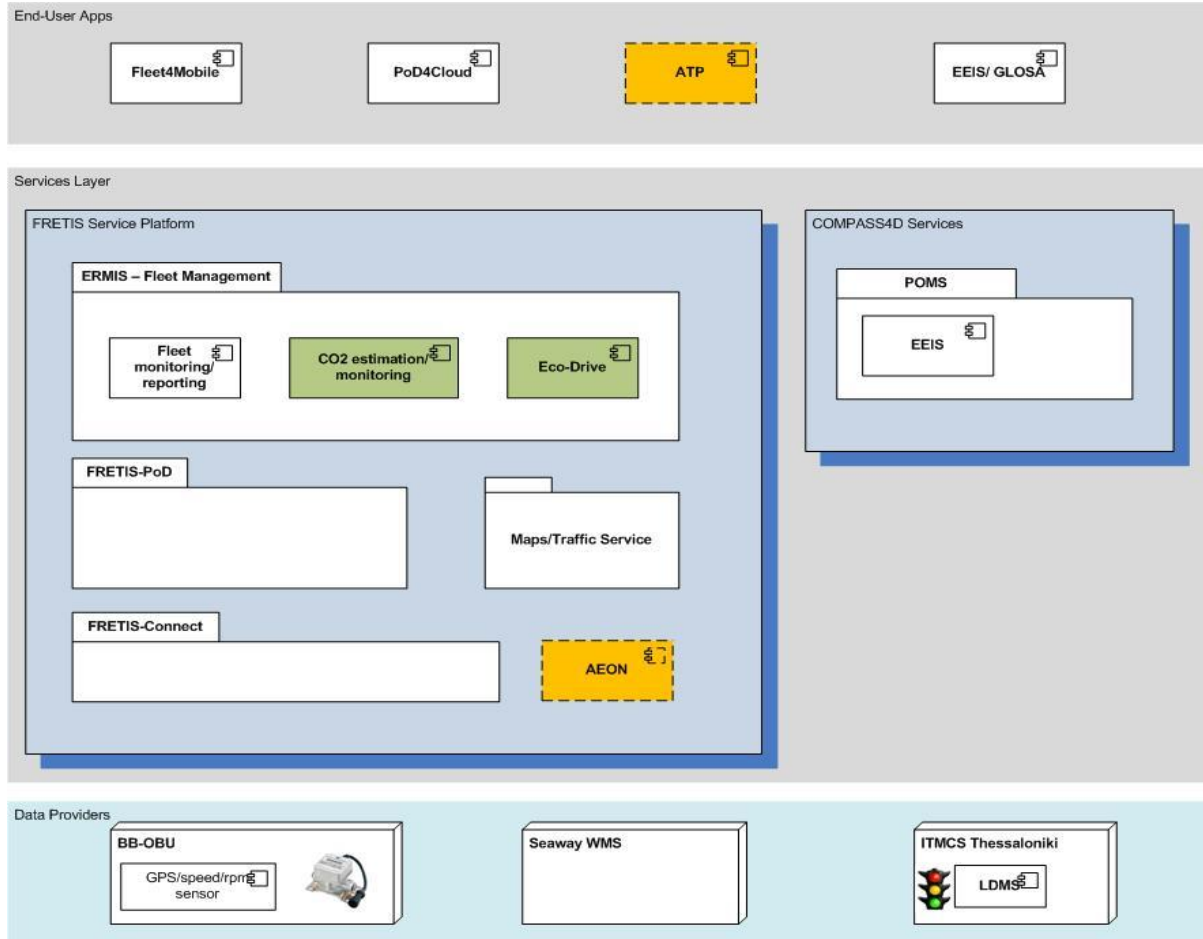 End-User Apps
Fleet4Mobile
PoD4Cloud
ATP
EEIS/ GLOSA
Services Layer
FRETIS Service Platform
COMPASS4D Services
ERMIS – Fleet Management
POMS
Fleet
monitoring/
reporting
CO2 estimation/
monitoring
Eco-Drive
EEIS
FRETIS-PoD
Maps/Traffic Service
FRETIS-Connect
AEON
Data Providers
BB-OBU
GPS/speed/rpm
sensor
Seaway WMS
ITMCS Thessaloniki
LDMS